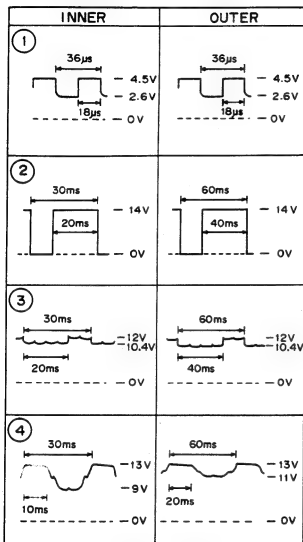 INNER OUTER
1
36µs 36µs
4.5V 4.5V
2.6V 2.6V
18µs 18µs
0V 0V
2
30ms 60ms
14V 14V
20ms 40ms
0V 0V
3
30ms 60ms
12V 12V
10.4V 10.4V
20ms 40ms
0V 0V
4
30ms 60ms
13V 13V
9V 11V
10ms 20ms
0V 0V